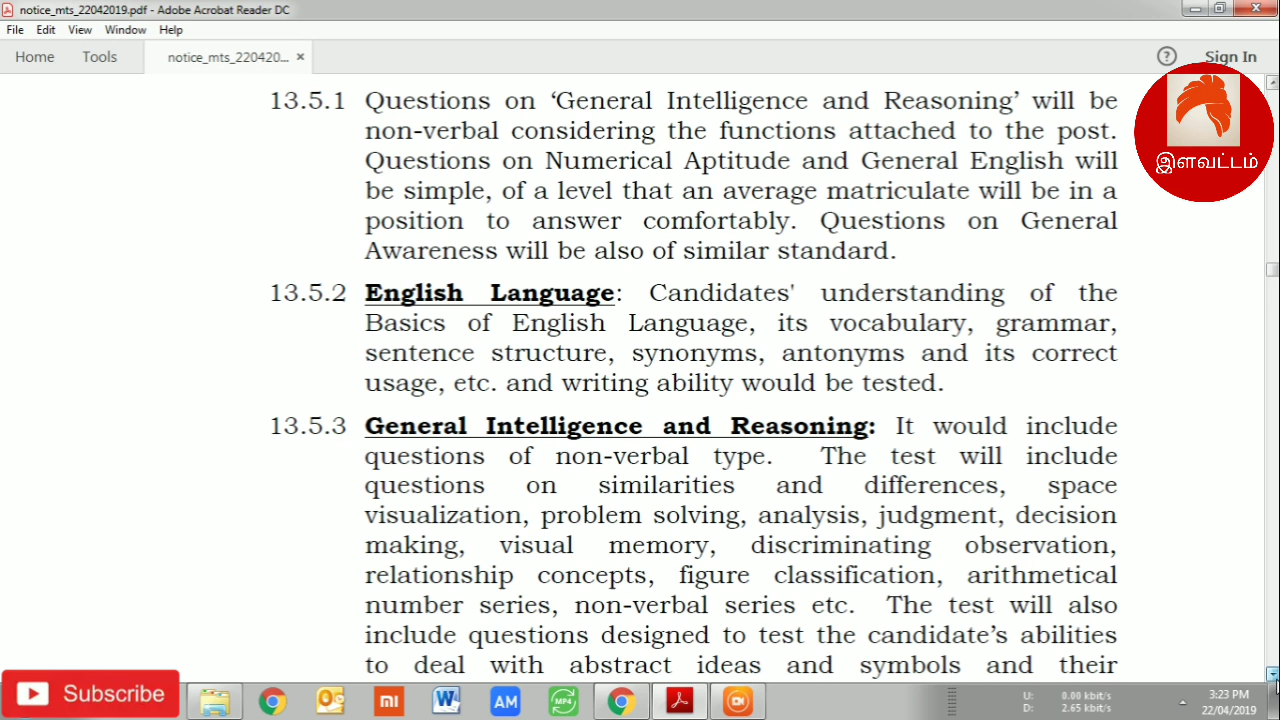 notice_mts_22042019.pdf - Adobe Acrobat Reader DC
File Edit View Window Help
Home Tools notice_mts_220420... × ? Sign In
இளவட்டம்
13.5.1 Questions on ‘General Intelligence and Reasoning’ will be
non-verbal considering the functions attached to the post.
Questions on Numerical Aptitude and General English will
be simple, of a level that an average matriculate will be in a
position to answer comfortably. Questions on General
Awareness will be also of similar standard.
13.5.2 English Language: Candidates' understanding of the
Basics of English Language, its vocabulary, grammar,
sentence structure, synonyms, antonyms and its correct
usage, etc. and writing ability would be tested.
13.5.3 General Intelligence and Reasoning: It would include
questions of non-verbal type. The test will include
questions on similarities and differences, space
visualization, problem solving, analysis, judgment, decision
making, visual memory, discriminating observation,
relationship concepts, figure classification, arithmetical
number series, non-verbal series etc. The test will also
include questions designed to test the candidate’s abilities
to deal with abstract ideas and symbols and their
Subscribe
mi
W
AM
MP4
U: 0.00 kbit/s
D: 2.65 kbit/s
3:23 PM
22/04/2019